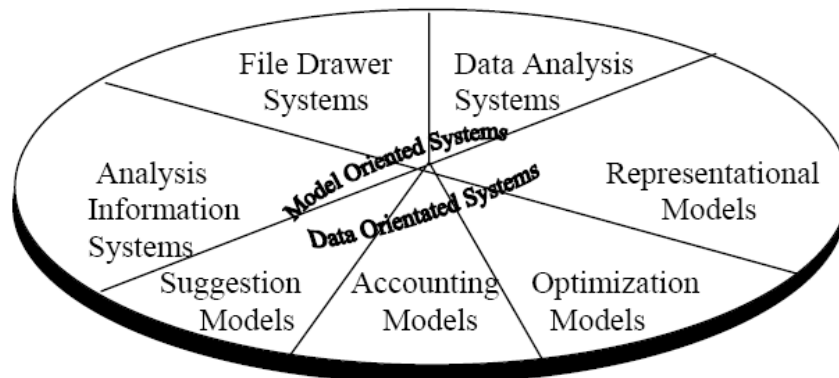 File Drawer
Systems
Data Analysis
Systems
Model Oriented Systems
Analysis
Information
Systems
Data Orientated Systems
Representational
Models
Suggestion
Models
Accounting
Models
Optimization
Models